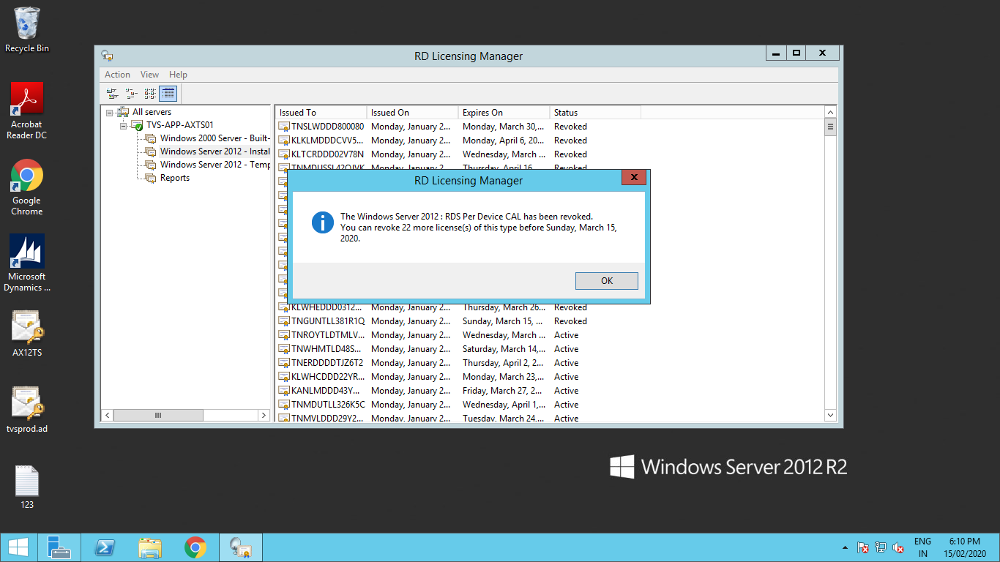 Recycle Bin
Acrobat
Reader DC
Google
Chrome
Microsoft
Dynamics ...
AX12TS
tvsprod.ad
123
RD Licensing Manager
Action View Help
All servers
TVS-APP-AXTS01
Windows 2000 Server - Built-
Windows Server 2012 - Instal
Windows Server 2012 - Temp
Reports
Issued To Issued On Expires On Status
TNSLWDDD800080 Monday, January 2... Monday, March 30,... Revoked
KLKLMDDDCVV5... Monday, January 2... Monday, April 6, 20... Revoked
KLTCRDDD02V78N Monday, January 2... Wednesday, March ... Revoked
Monday, January 2... Thursday, April 16 Revoked
RD Licensing Manager
The Windows Server 2012 : RDS Per Device CAL has been revoked.
You can revoke 22 more license(s) of this type before Sunday, March 15,
2020.
OK
KLWHEDDD0312... Monday, January 2... Thursday, March 26... Revoked
TNGUNTLL381R1Q Monday, January 2... Sunday, March 15, ... Revoked
TNROYTLDTMLV... Monday, January 2... Wednesday, March ... Active
TNWHMTLD48S... Monday, January 2... Saturday, March 14,... Active
TNERDDDDTJZ6T2 Monday, January 2... Thursday, April 2, 2... Active
KLWHCDDD22YR... Monday, January 2... Monday, March 23,... Active
KANLMDDD43Y... Monday, January 2... Friday, March 27, 2... Active
TNMDUTLL326K5C Monday, January 2... Wednesday, April 1,... Active
TNMVLDDD29Y2... Monday, January 2... Tuesday, March 24,... Active
Windows Server 2012 R2
ENG
IN
6:10 PM
15/02/2020